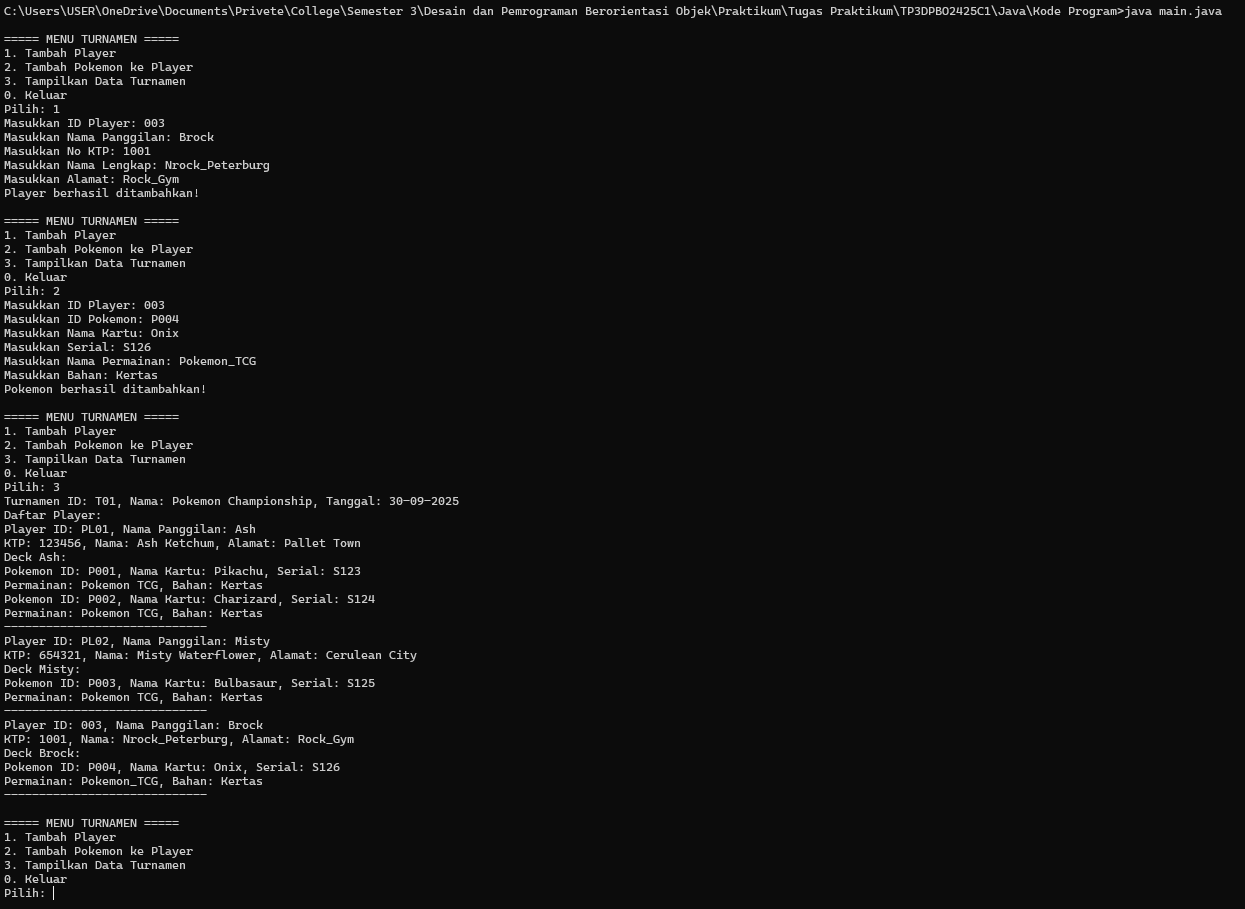 C:\Users\USER\OneDrive\Documents\Privete\College\Semester 3\Desain dan Pemrograman Berorientasi Objek\Praktikum\Tugas Praktikum\TP3DPBO2425C1\Java\Kode Program>java main.java
===== MENU TURNAMEN =====
1. Tambah Player
2. Tambah Pokemon ke Player
3. Tampilkan Data Turnamen
0. Keluar
Pilih: 1
Masukkan ID Player: 003
Masukkan Nama Panggilan: Brock
Masukkan No KTP: 1001
Masukkan Nama Lengkap: Nrock_Peterburg
Masukkan Alamat: Rock_Gym
Player berhasil ditambahkan!
===== MENU TURNAMEN =====
1. Tambah Player
2. Tambah Pokemon ke Player
3. Tampilkan Data Turnamen
0. Keluar
Pilih: 2
Masukkan ID Player: 003
Masukkan ID Pokemon: P004
Masukkan Nama Kartu: Onix
Masukkan Serial: S126
Masukkan Nama Permainan: Pokemon_TCG
Masukkan Bahan: Kertas
Pokemon berhasil ditambahkan!
===== MENU TURNAMEN =====
1. Tambah Player
2. Tambah Pokemon ke Player
3. Tampilkan Data Turnamen
0. Keluar
Pilih: 3
Turnamen ID: T01, Nama: Pokemon Championship, Tanggal: 30-09-2025
Daftar Player:
Player ID: PL01, Nama Panggilan: Ash
KTP: 123456, Nama: Ash Ketchum, Alamat: Pallet Town
Deck Ash:
Pokemon ID: P001, Nama Kartu: Pikachu, Serial: S123
Permainan: Pokemon TCG, Bahan: Kertas
Pokemon ID: P002, Nama Kartu: Charizard, Serial: S124
Permainan: Pokemon TCG, Bahan: Kertas
-----------------------------
Player ID: PL02, Nama Panggilan: Misty
KTP: 654321, Nama: Misty Waterflower, Alamat: Cerulean City
Deck Misty:
Pokemon ID: P003, Nama Kartu: Bulbasaur, Serial: S125
Permainan: Pokemon TCG, Bahan: Kertas
-----------------------------
Player ID: 003, Nama Panggilan: Brock
KTP: 1001, Nama: Nrock_Peterburg, Alamat: Rock_Gym
Deck Brock:
Pokemon ID: P004, Nama Kartu: Onix, Serial: S126
Permainan: Pokemon_TCG, Bahan: Kertas
-----------------------------
===== MENU TURNAMEN =====
1. Tambah Player
2. Tambah Pokemon ke Player
3. Tampilkan Data Turnamen
0. Keluar
Pilih: